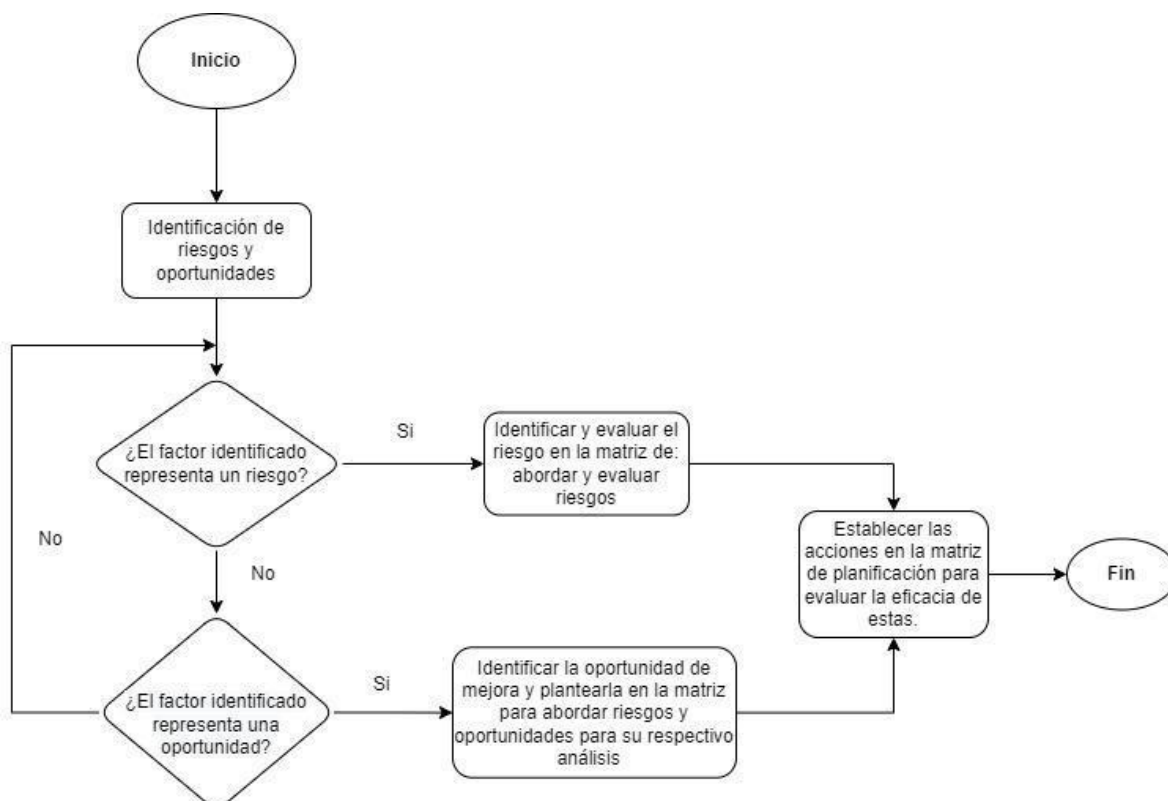 Inicio
Identificación de
riesgos y
oportunidades
¿El factor identificado
representa un riesgo?
Si
Identificar y evaluar el
riesgo en la matriz de:
abordar y evaluar
riesgos
No
No
Establecer las
acciones en la matriz
de planificación para
evaluar la eficacia de
estas.
Fin
¿El factor identificado
representa una
oportunidad?
Si
Identificar la oportunidad de
mejora y plantearla en la matriz
para abordar riesgos y
oportunidades para su respectivo
análisis